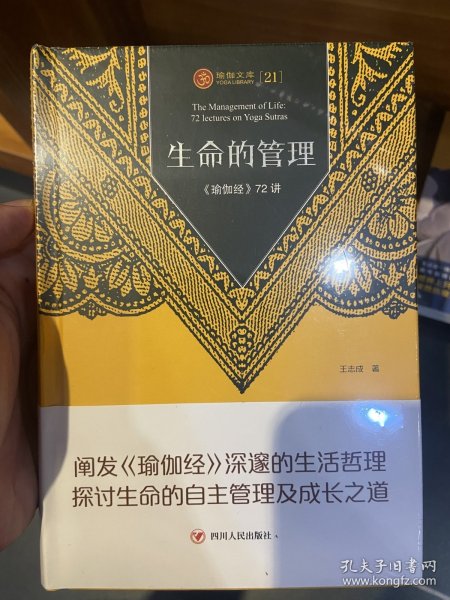 瑜伽文库
YOGA LIBRARY
[21]
The Management of Life:
72 lectures on Yoga Sutras
生命的管理
《瑜伽经》72 讲
王志成 著
阐发《瑜伽经》深邃的生活哲理
探讨生命的自主管理及成长之道
四川人民出版社
孔夫子旧书网
www.kongfz.com